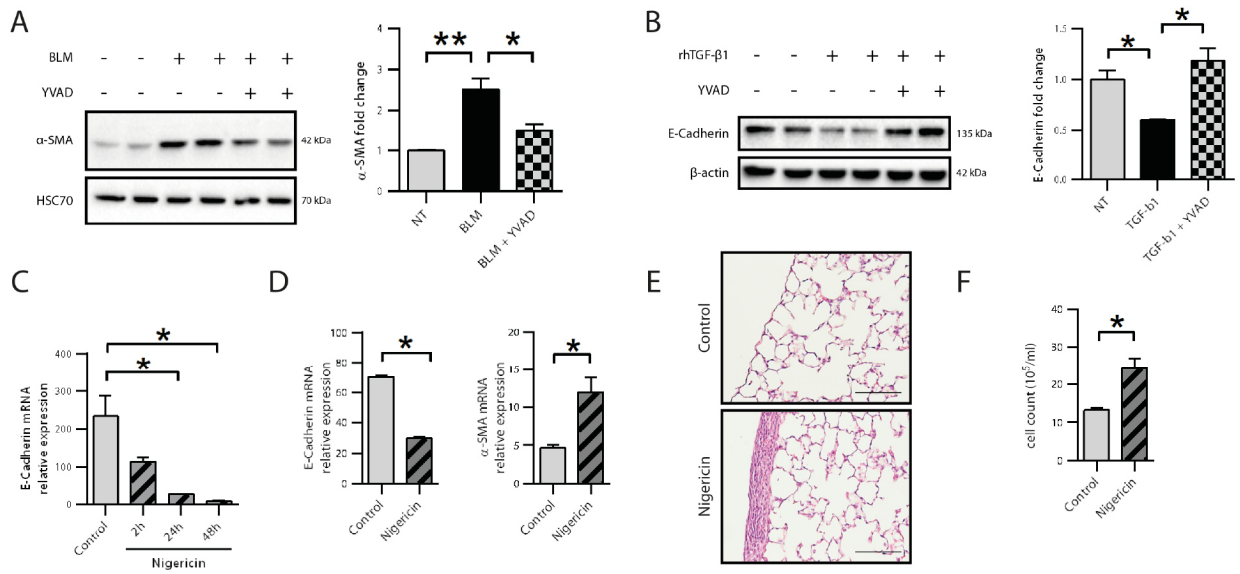 A
BLM - - + + + +
YVAD - - - - + +
α-SMA
42 kDa
HSC70
70 kDa
α-SMA fold change
4
3
2
1
0
** *
NT
BLM
BLM + YVAD
B
rhTGF-β1 - - + + + +
YVAD - - - - + +
E-Cadherin
135 kDa
β-actin
42 kDa
E-Cadherin fold change
1.5
1.0
0.5
0.0
* *
NT
TGF-b1
TGF-b1 + YVAD
C
E-Cadherin mRNA
relative expression
400
300
200
100
0
*
*
Control
2h
24h
48h
Nigericin
D
E-Cadherin mRNA
relative expression
100
80
60
40
20
0
*
Control
Nigericin
α-SMA mRNA
relative expression
20
15
10
5
0
*
Control
Nigericin
E
Control
Nigericin
F
cell count (10⁵/ml)
40
30
20
10
0
*
Control
Nigericin